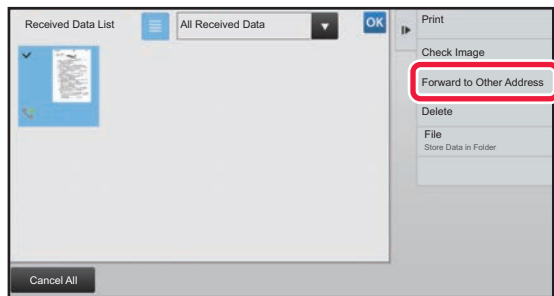 Received Data List
All Received Data
OK
Print
Check Image
Forward to Other Address
Delete
File
Store Data in Folder
Cancel All